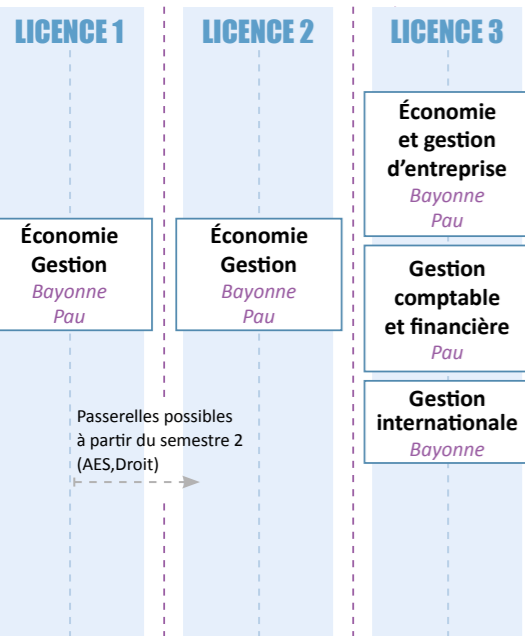 LICENCE 1
LICENCE 2
LICENCE 3
Économie
Gestion
Bayonne
Pau
Économie
Gestion
Bayonne
Pau
Économie
et gestion
d'entreprise
Bayonne
Pau
Gestion
comptable
et financière
Pau
Gestion
internationale
Bayonne
Passerelles possibles
à partir du semestre 2
(AES,Droit)